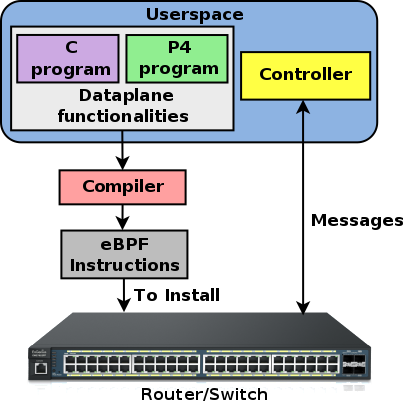 Userspace
C
program
P4
program
Dataplane
functionalities
Controller
Compiler
Messages
eBPF
Instructions
To Install
Router/Switch